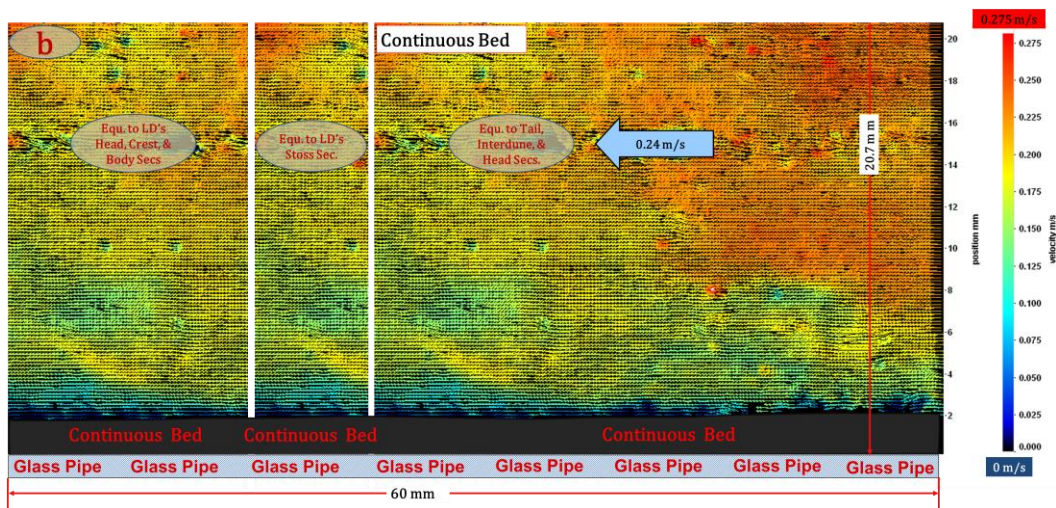 b
Continuous Bed
0.275 m/s
Equ. to LD's
Head, Crest, &
Body Secs
Equ. to LD's
Stoss Sec.
Equ. to Tail,
Interdune, &
Head Secs.
0.24 m/s
20.7 m m
20
18
16
14
12
10
8
6
4
2
position mm
velocity m/s
0.275
0.250
0.225
0.200
0.175
0.150
0.125
0.100
0.075
0.050
0.025
0.000
0 m/s
Continuous Bed Continuous Bed Continuous Bed
Glass Pipe Glass Pipe Glass Pipe Glass Pipe Glass Pipe Glass Pipe Glass Pipe Glass Pipe
60 mm